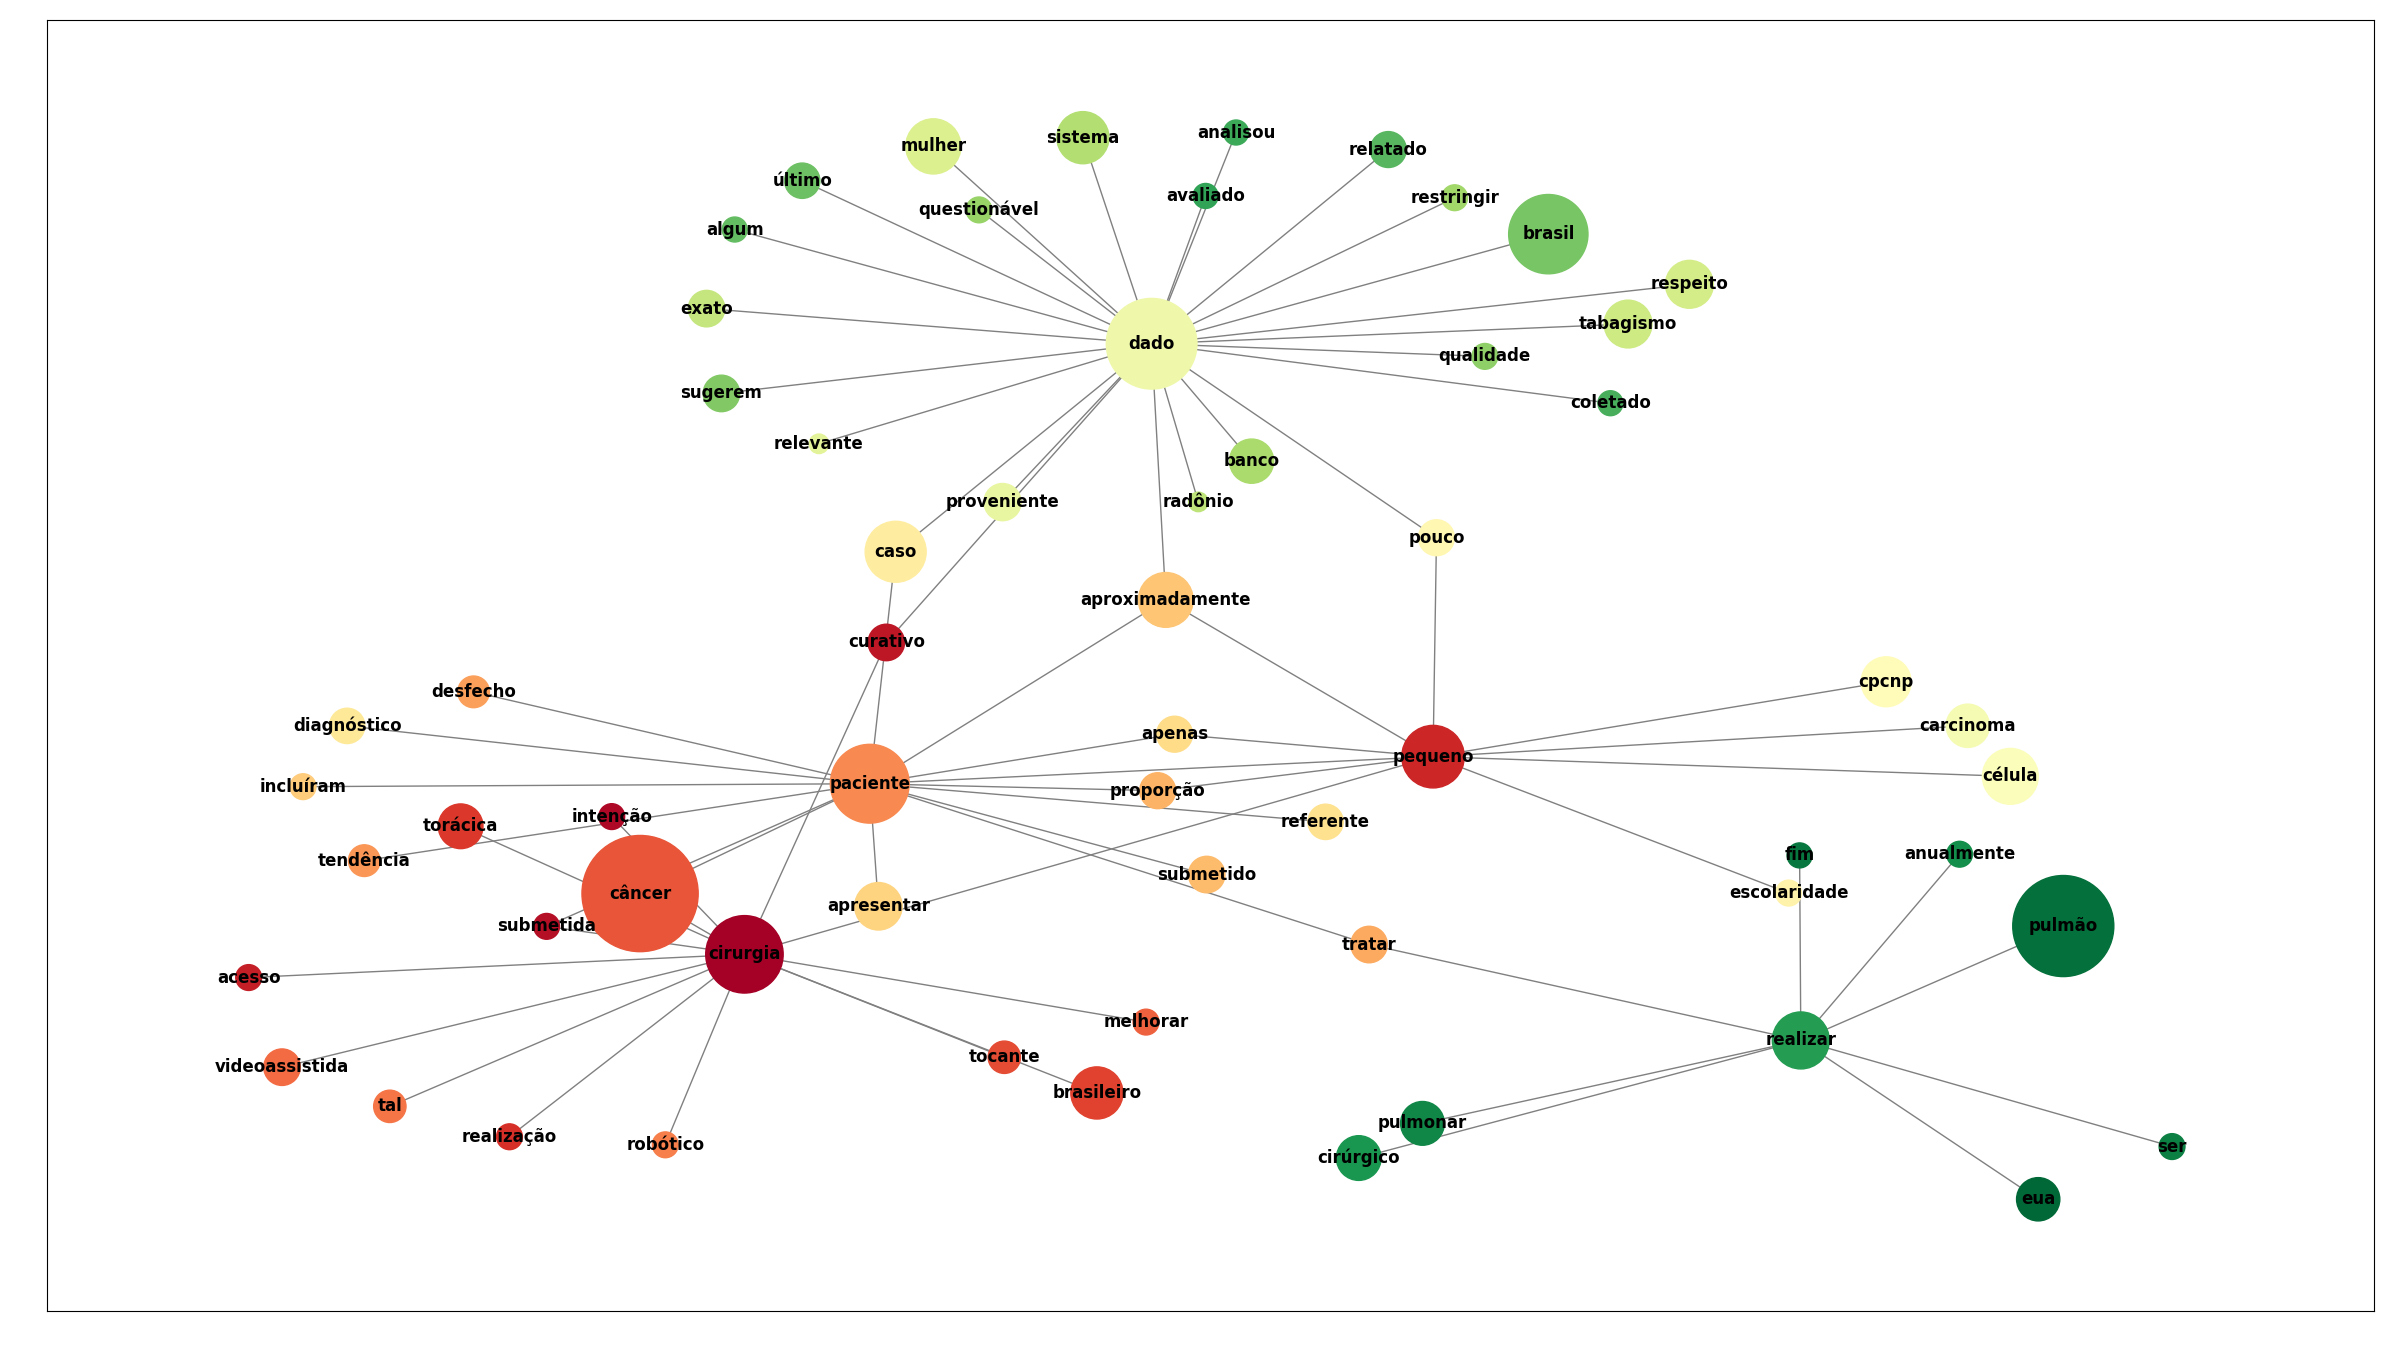 analisou
sistema
mulher
relatado
último
avaliado
restringir
questionável
algum
brasil
respeito
exato
tabagismo
dado
qualidade
sugerem
coletado
relevante
banco
proveniente
radônio
pouco
caso
aproximadamente
curativo
cpcnp
desfecho
diagnóstico
carcinoma
apenas
pequeno
célula
paciente
incluíram
proporção
intenção
referente
torácica
anualmente
fim
tendência
submetido
escolaridade
câncer
apresentar
submetida
pulmão
tratar
cirurgia
acesso
melhorar
realizar
tocante
videoassistida
brasileiro
tal
pulmonar
realização
robótico
ser
cirúrgico
eua